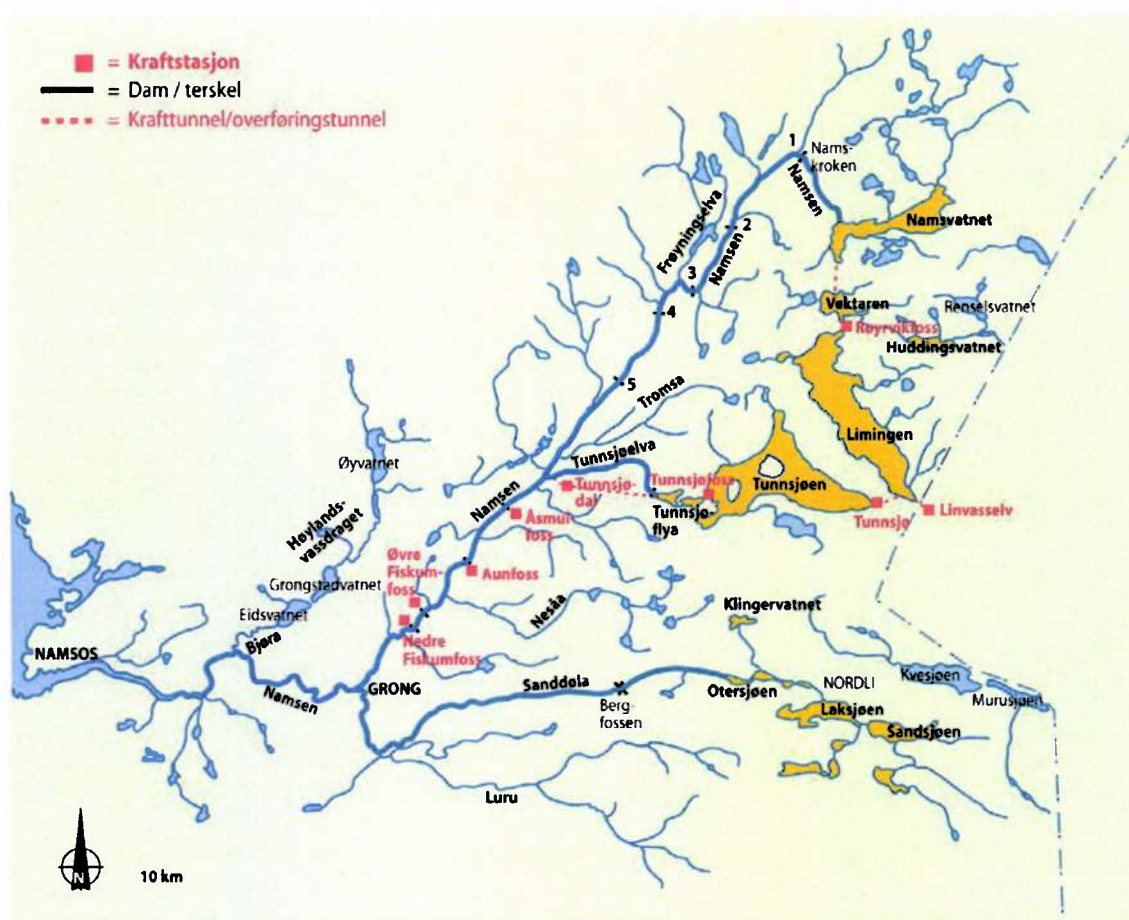 = Kraftstasjon
= Dam / terskel
= Krafttunnel/overføringstunnel
1
Nams-
kroken
Namsen
Namsvatnet
2
Namsen
Frøyningselva
3
4
Vektaren
Renselsvatnet
Røyrvikfoss
Huddingsvatnet
5
Tromsa
Limingen
Øyvatnet
Tunnsjøelva
Tunnsjø-
dal
Tunnsjøfoss
Tunnsjøen
Tunnsjø-
flya
Tunnsjø
Linvasselv
Namsen
Åsmul
foss
Høylands-
vassdraget
Øvre
Fiskum-
foss
Aunfoss
Grongstadvatnet
Eidsvatnet
Nesåa
Klingervatnet
Bjøra
Nedre
Fiskumfoss
NAMSOS
Namsen
GRONG
Sanddøla
Berg-
fossen
Otersjøen
NORDLI
Kvesjøen
Murusjøen
Laksjøen
Sandsjøen
Luru
N
10 km